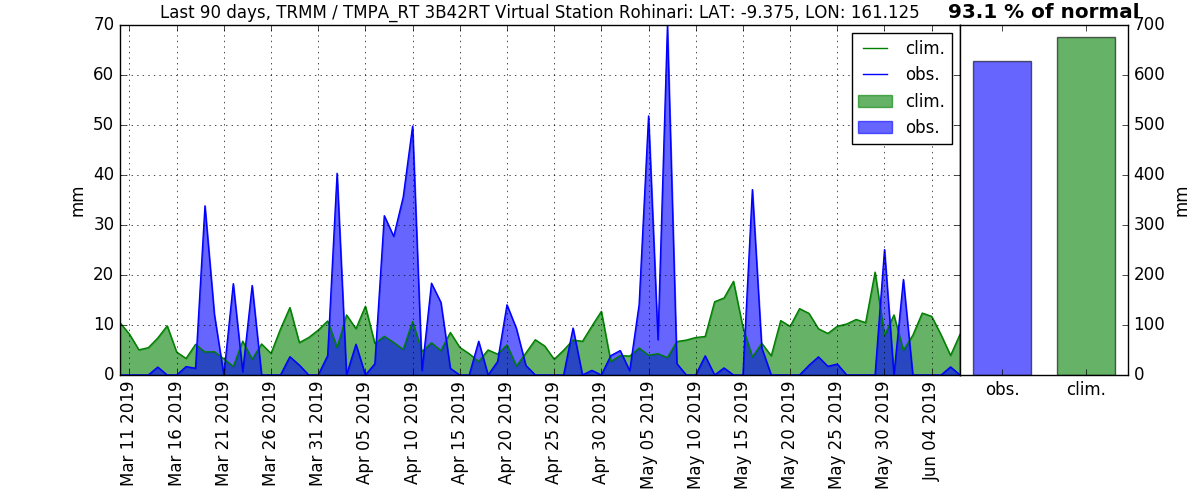 Last 90 days, TRMM / TMPA_RT 3B42RT Virtual Station Rohinari: LAT: -9.375, LON: 161.125
93.1 % of normal
70
60
50
40
30
20
10
0
mm
clim.
obs.
clim.
obs.
Mar 11 2019
Mar 16 2019
Mar 21 2019
Mar 26 2019
Mar 31 2019
Apr 05 2019
Apr 10 2019
Apr 15 2019
Apr 20 2019
Apr 25 2019
Apr 30 2019
May 05 2019
May 10 2019
May 15 2019
May 20 2019
May 25 2019
May 30 2019
Jun 04 2019
700
600
500
400
300
200
100
0
mm
obs.
clim.